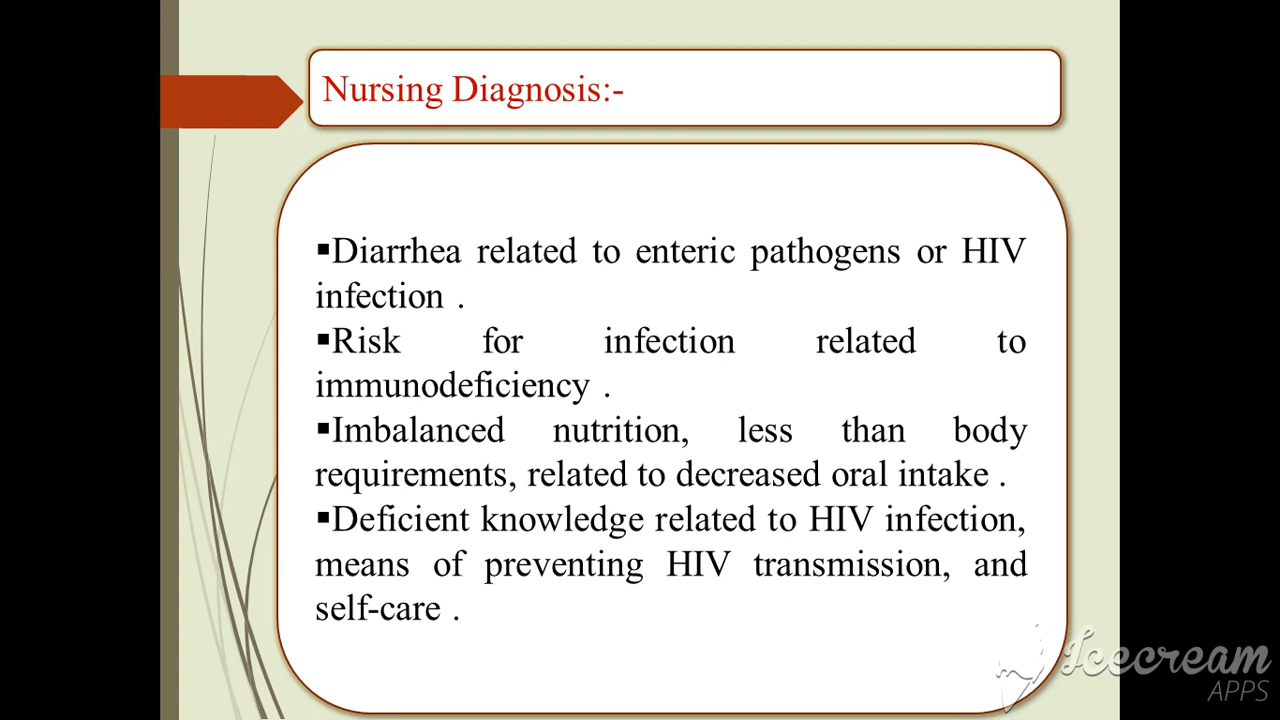 Nursing Diagnosis:-
▪Diarrhea related to enteric pathogens or HIV
infection .
▪Risk for infection related to
immunodeficiency .
▪Imbalanced nutrition, less than body
requirements, related to decreased oral intake .
▪Deficient knowledge related to HIV infection,
means of preventing HIV transmission, and
self-care .
Icecream
APPS